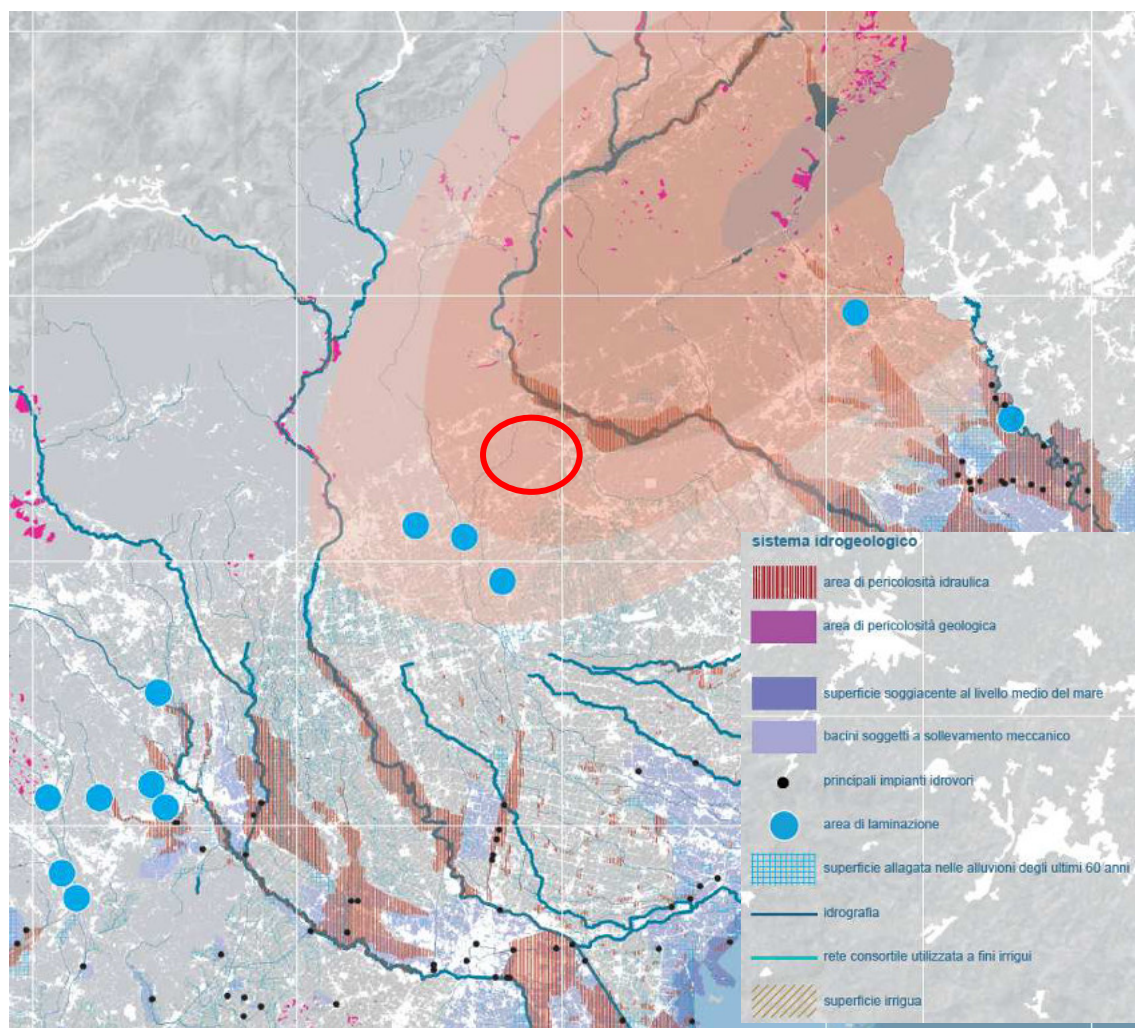 sistema idrogeologico
area di pericolosità idraulica
area di pericolosità geologica
superficie soggiacente al livello medio del mare
bacini soggetti a sollevamento meccanico
principali impianti idrovori
area di laminazione
superficie allagata nelle alluvioni degli ultimi 60 anni
idrografia
rete consortile utilizzata a fini irrigui
superficie irrigua